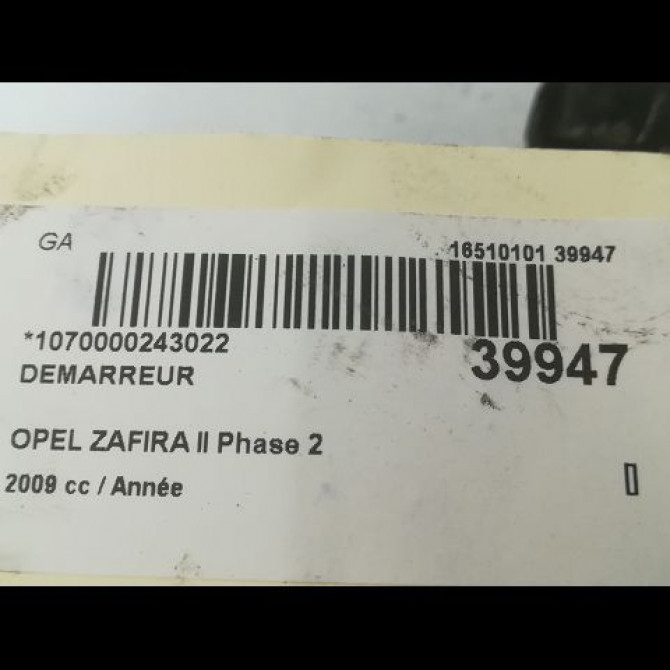 GA
16510101 39947
*1070000243022
39947
DEMARREUR
OPEL ZAFIRA II Phase 2
2009 cc / Année